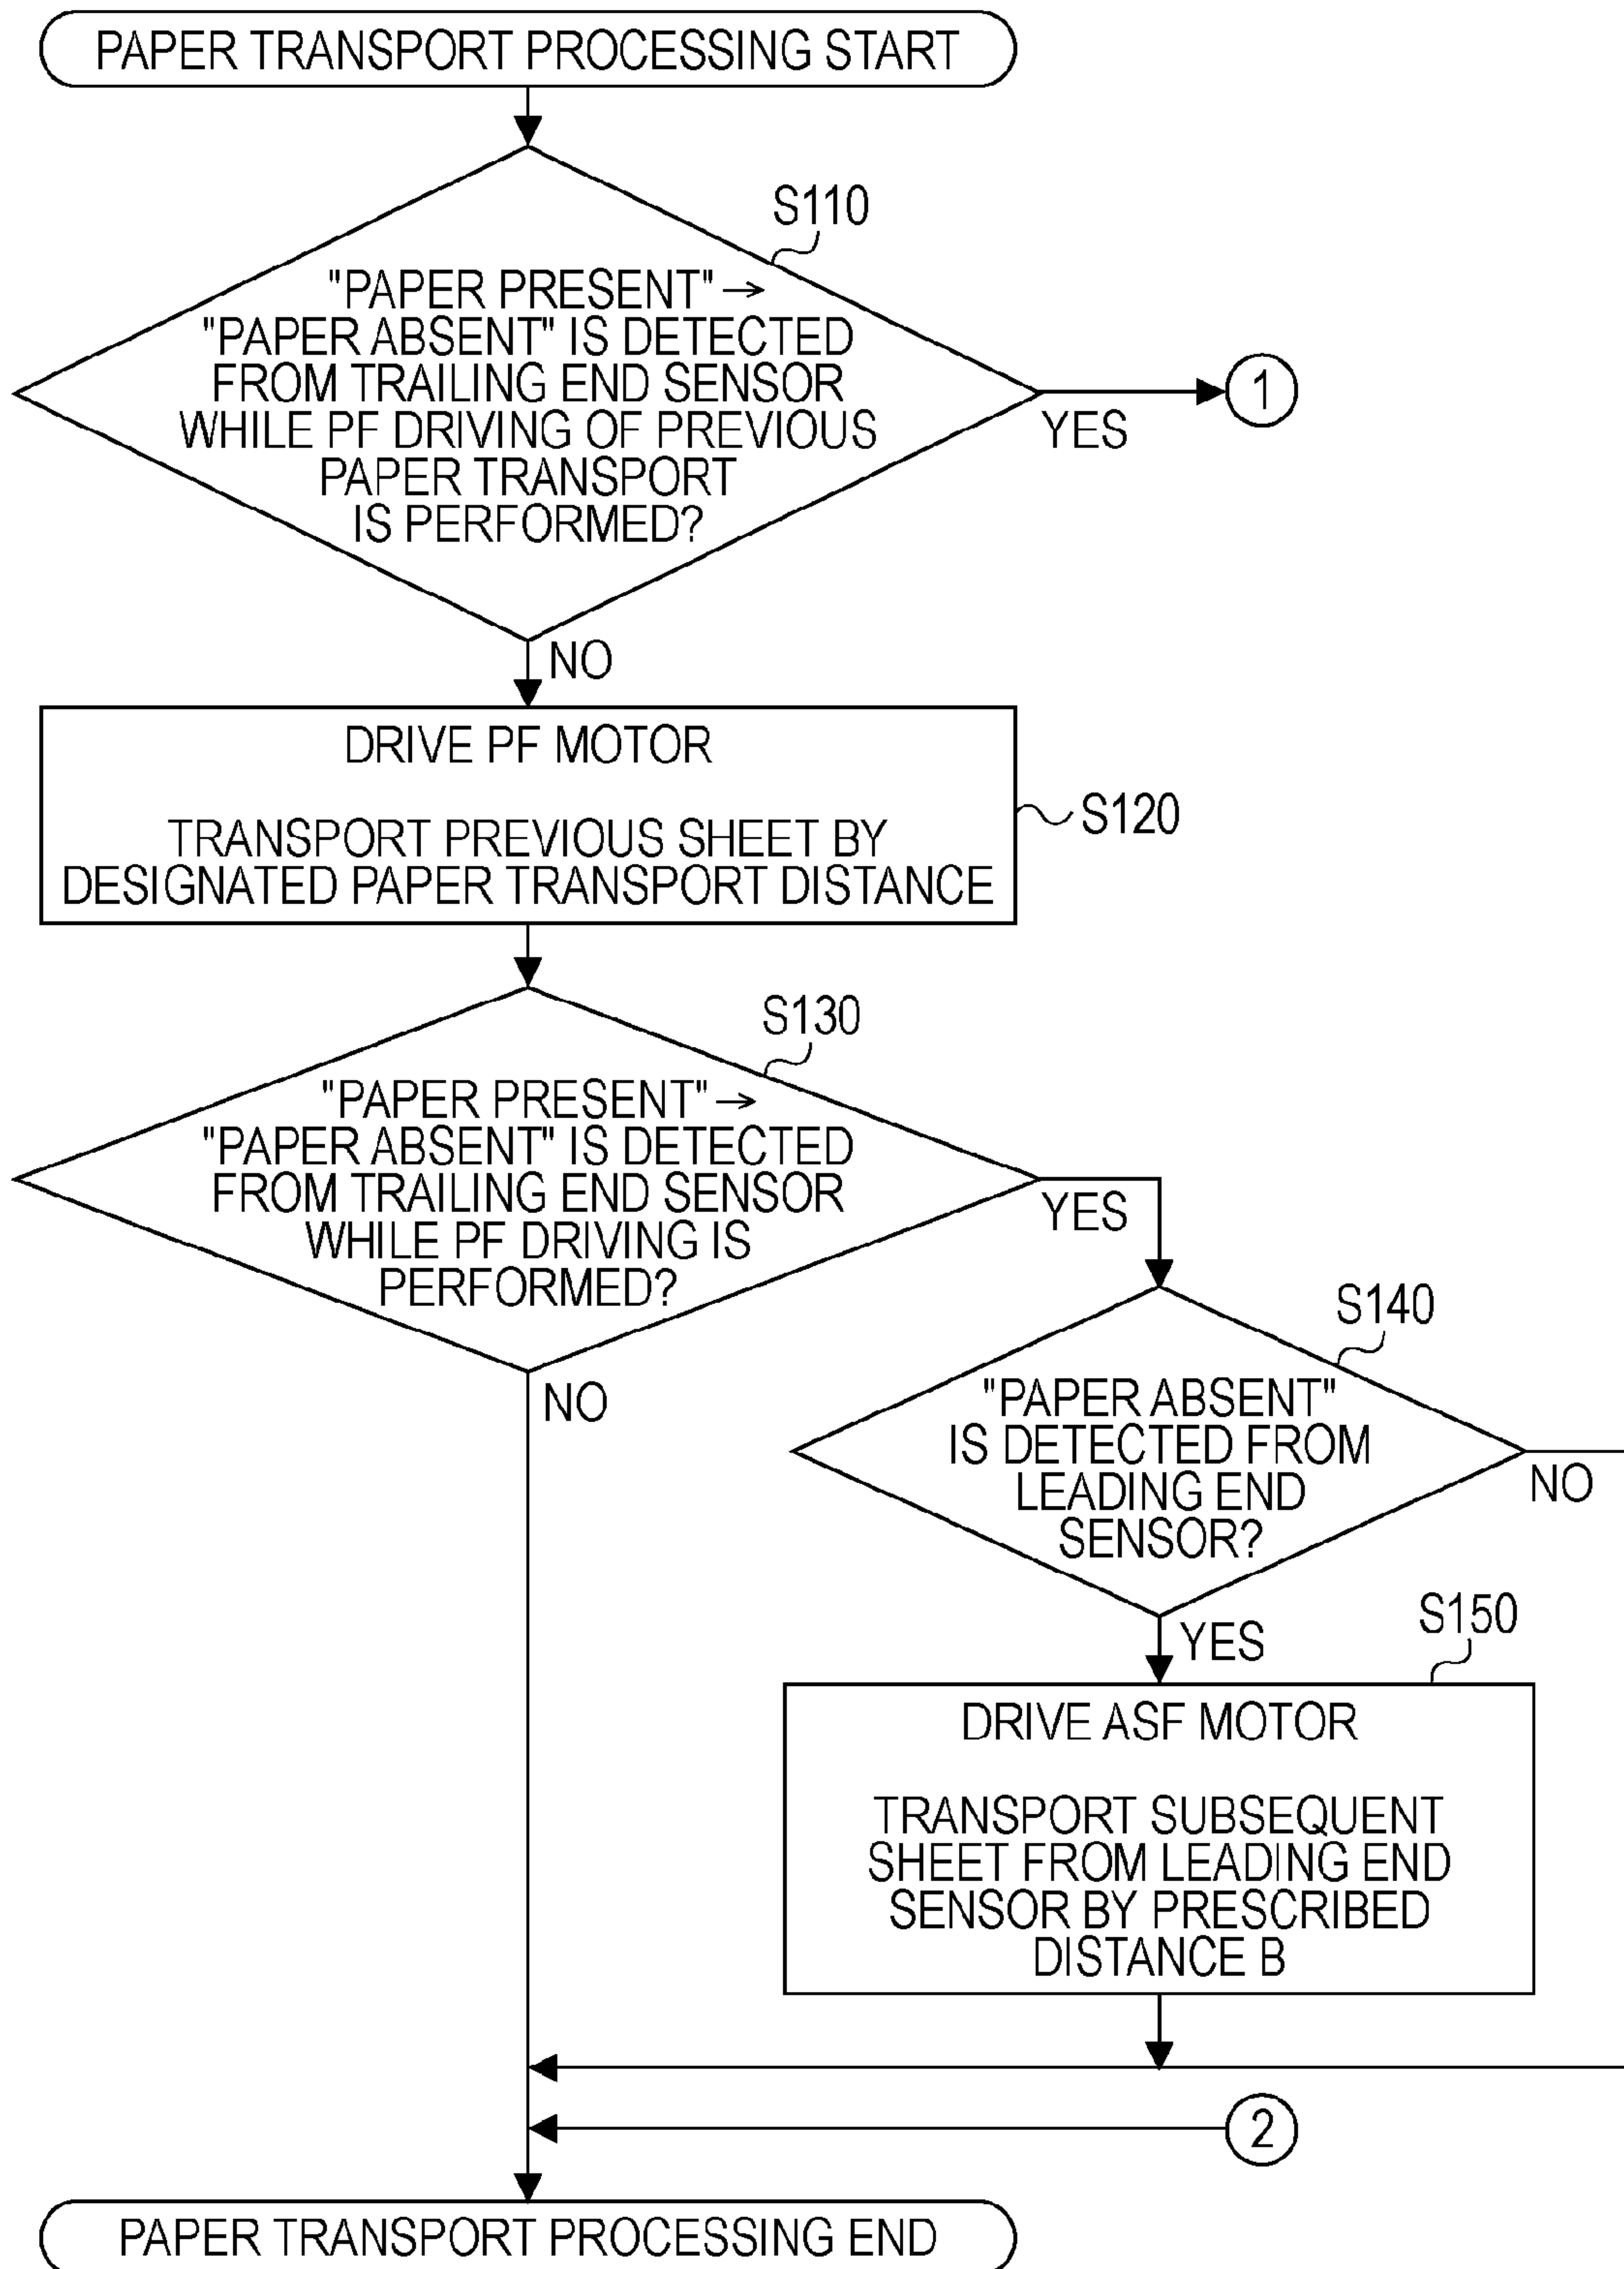 PAPER TRANSPORT PROCESSING START
S110
"PAPER PRESENT" →
"PAPER ABSENT" IS DETECTED
FROM TRAILING END SENSOR
WHILE PF DRIVING OF PREVIOUS
PAPER TRANSPORT
IS PERFORMED?
YES
1
NO
DRIVE PF MOTOR
TRANSPORT PREVIOUS SHEET BY
DESIGNATED PAPER TRANSPORT DISTANCE
S120
S130
"PAPER PRESENT" →
"PAPER ABSENT" IS DETECTED
FROM TRAILING END SENSOR
WHILE PF DRIVING IS
PERFORMED?
YES
NO
S140
"PAPER ABSENT"
IS DETECTED FROM
LEADING END
SENSOR?
NO
YES
S150
DRIVE ASF MOTOR
TRANSPORT SUBSEQUENT
SHEET FROM LEADING END
SENSOR BY PRESCRIBED
DISTANCE B
2
PAPER TRANSPORT PROCESSING END